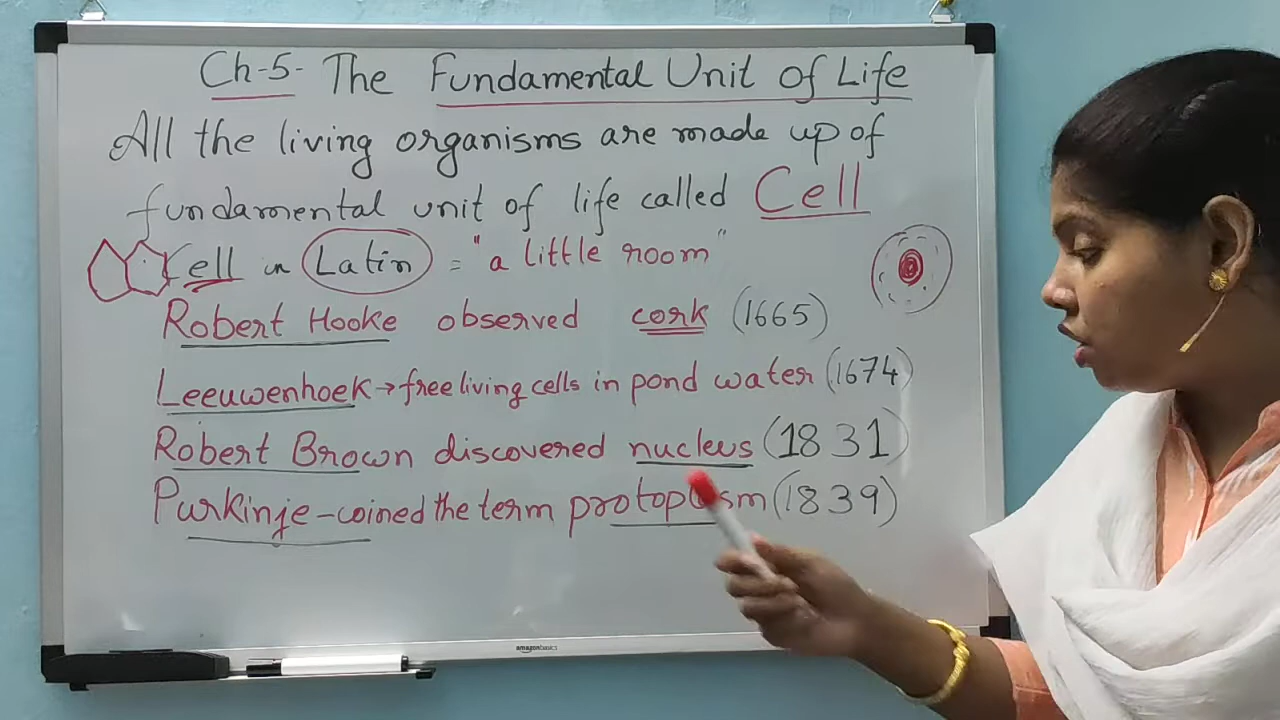 Ch-5- The Fundamental Unit Of Life
All the living organisms are made up of
fundamental unit of life called Cell
Cell in Latin = "a little room"
Robert Hooke observed cork (1665)
Leeuwenhoek → free living cells in pond water (1674)
Robert Brown discovered nucleus (1831)
Purkinje - coined the term protoplasm (1839)
amazonbasics